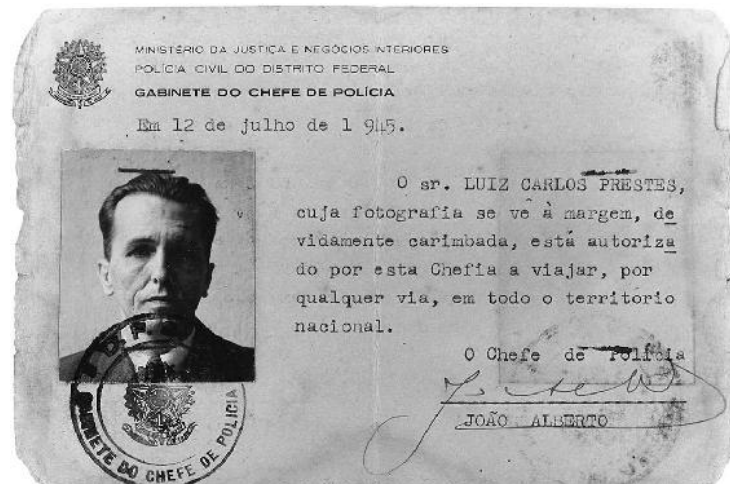 MINISTÉRIO DA JUSTIÇA E NEGÓCIOS INTERIORES
POLÍCIA CIVIL DO DISTRITO FEDERAL
GABINETE DO CHEFE DE POLÍCIA
Em 12 de julho de 1 945.
O sr. LUIZ CARLOS PRESTES,
cuja fotografia se vê à margem, de
vidamente carimbada, está autoriza
do por esta Chefia a viajar, por
qualquer via, em todo o territorio
nacional.
O Chefe de Polícia
JOÃO ALBERTO
GABINETE DO CHEFE DE POLICIA